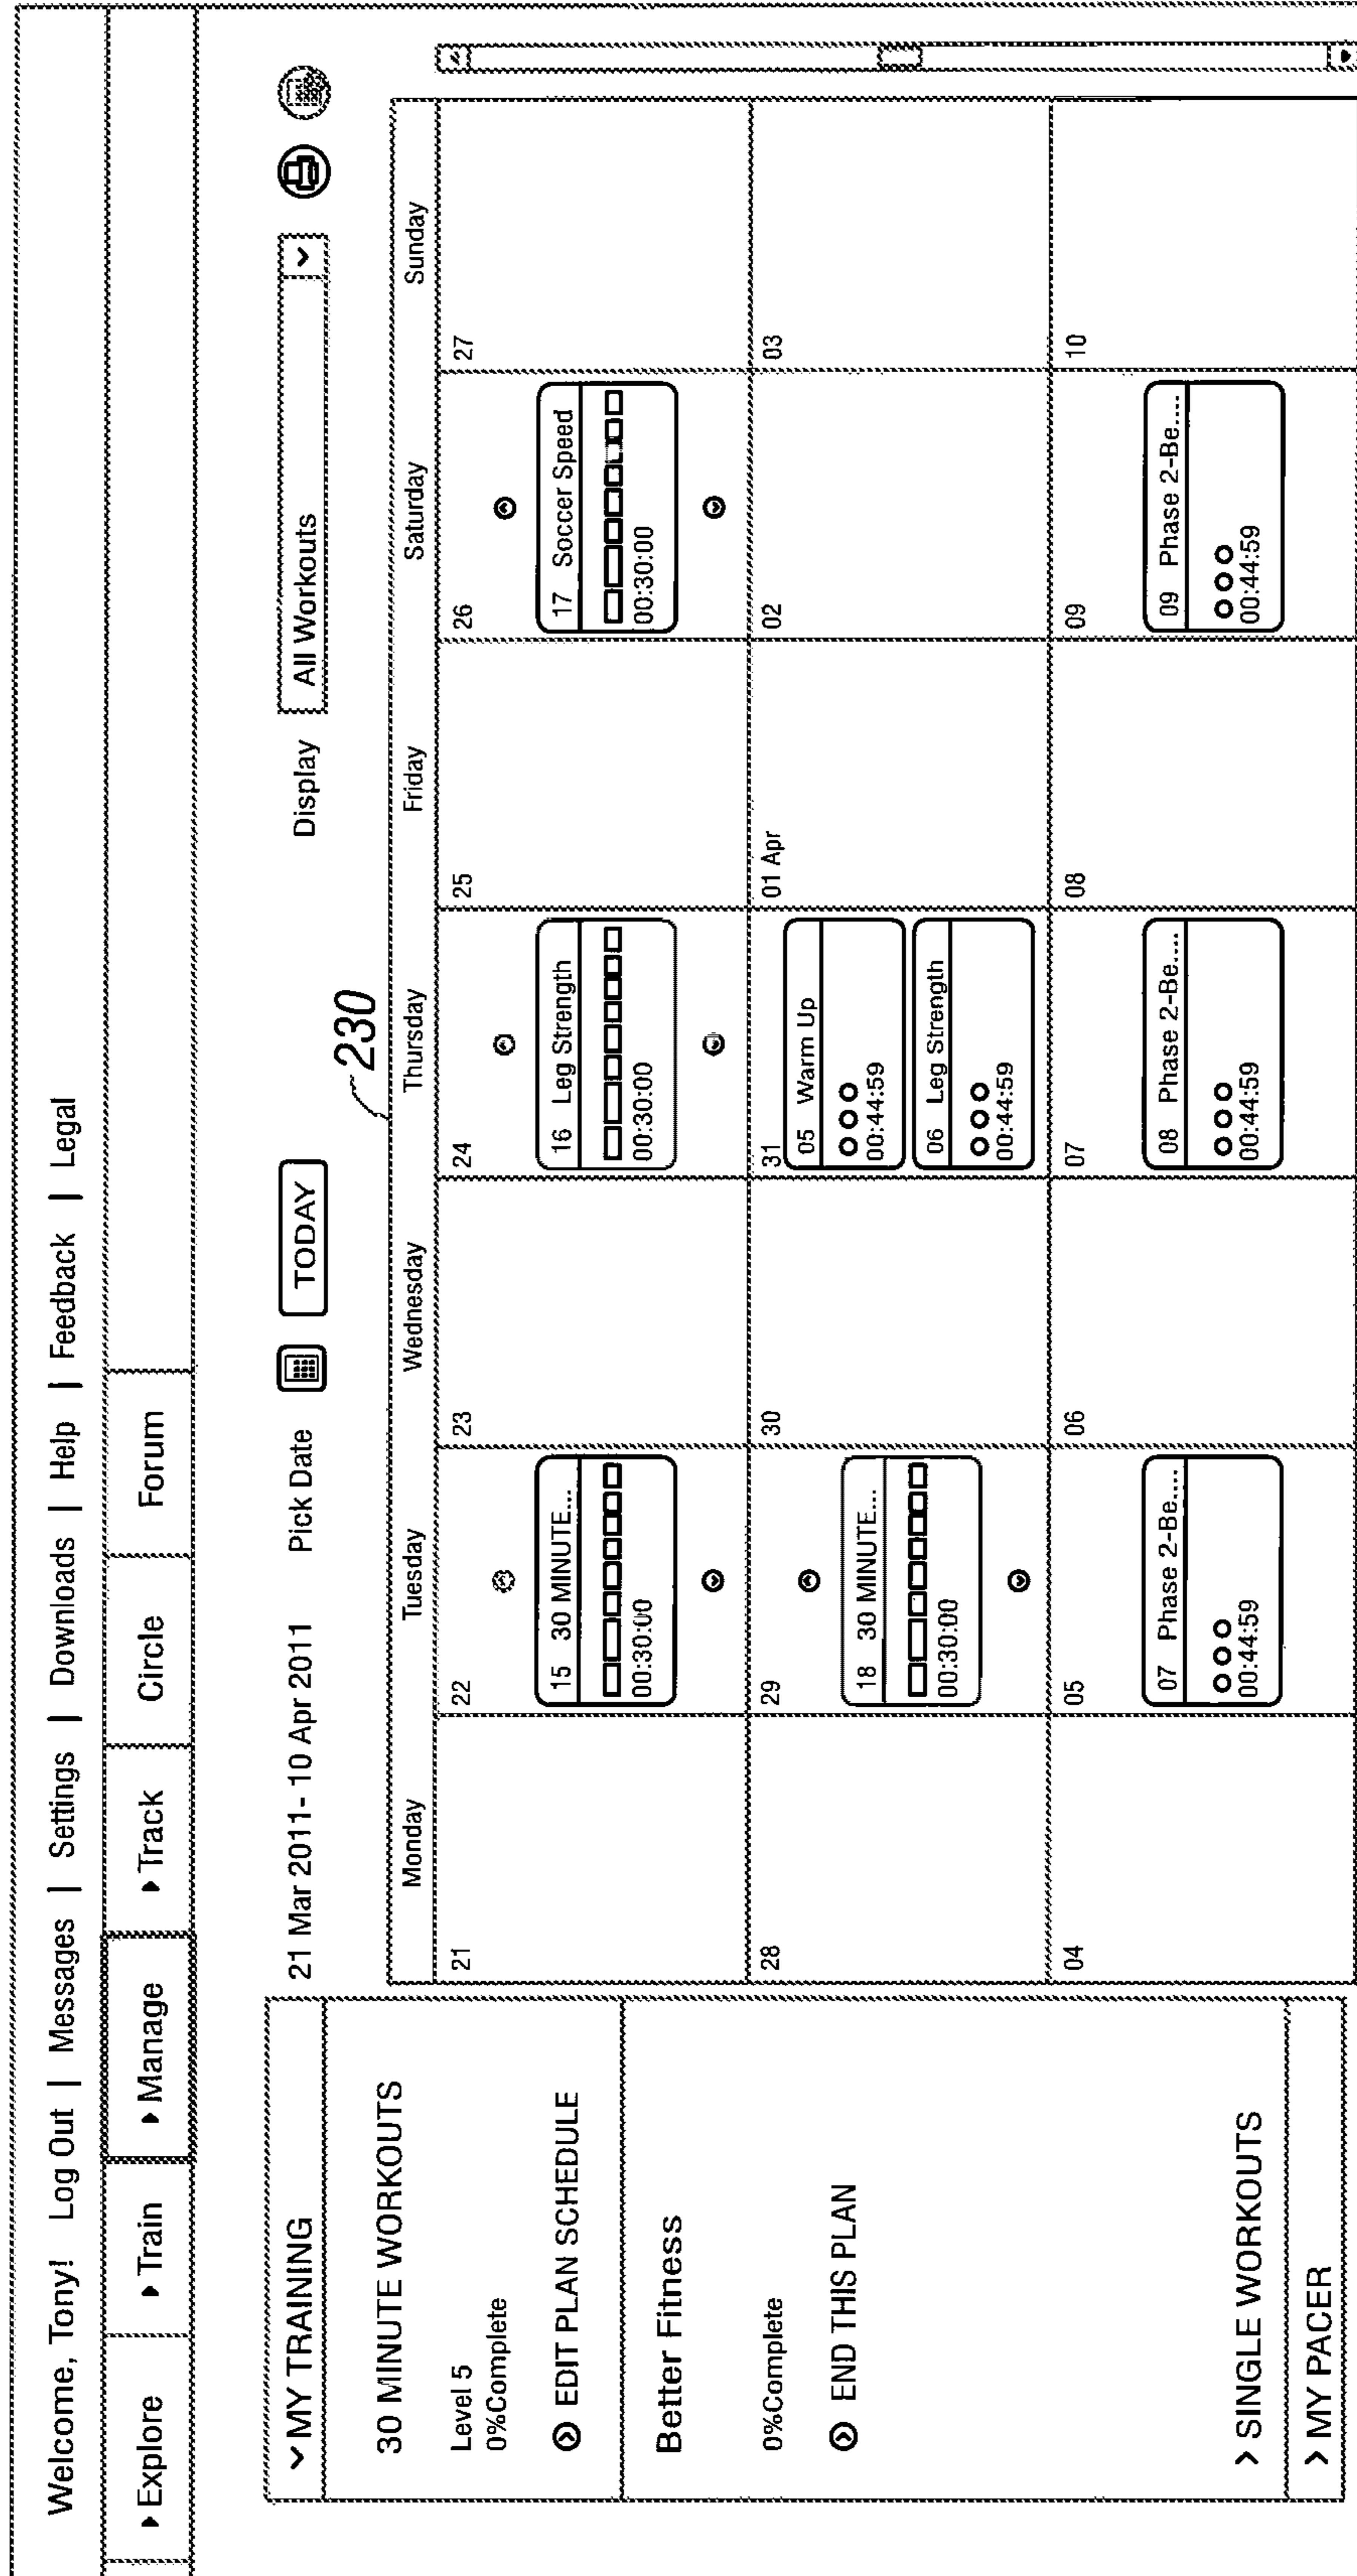 Welcome, Tony! Log Out | Messages | Settings | Downloads | Help | Feedback | Legal
Explore Train Manage Track Circle Forum
MY TRAINING
30 MINUTE WORKOUTS
Level 5
0%Complete
EDIT PLAN SCHEDULE
Better Fitness
0%Complete
END THIS PLAN
SINGLE WORKOUTS
MY PACER
21 Mar 2011- 10 Apr 2011 Pick Date TODAY Display All Workouts
230
Monday Tuesday Wednesday Thursday Friday Saturday Sunday
21 22 23 24 25 26 27
15 30 MINUTE... 16 Leg Strength 17 Soccer Speed
00:30:00 00:30:00 00:30:00
28 29 30 31 01 Apr 02 03
18 30 MINUTE...
00:30:00
05 Warm Up
00:44:59
06 Leg Strength
00:44:59
04 05 06 07 08 09 10
07 Phase 2-Be.... 08 Phase 2-Be.... 09 Phase 2-Be....
00:44:59 00:44:59 00:44:59